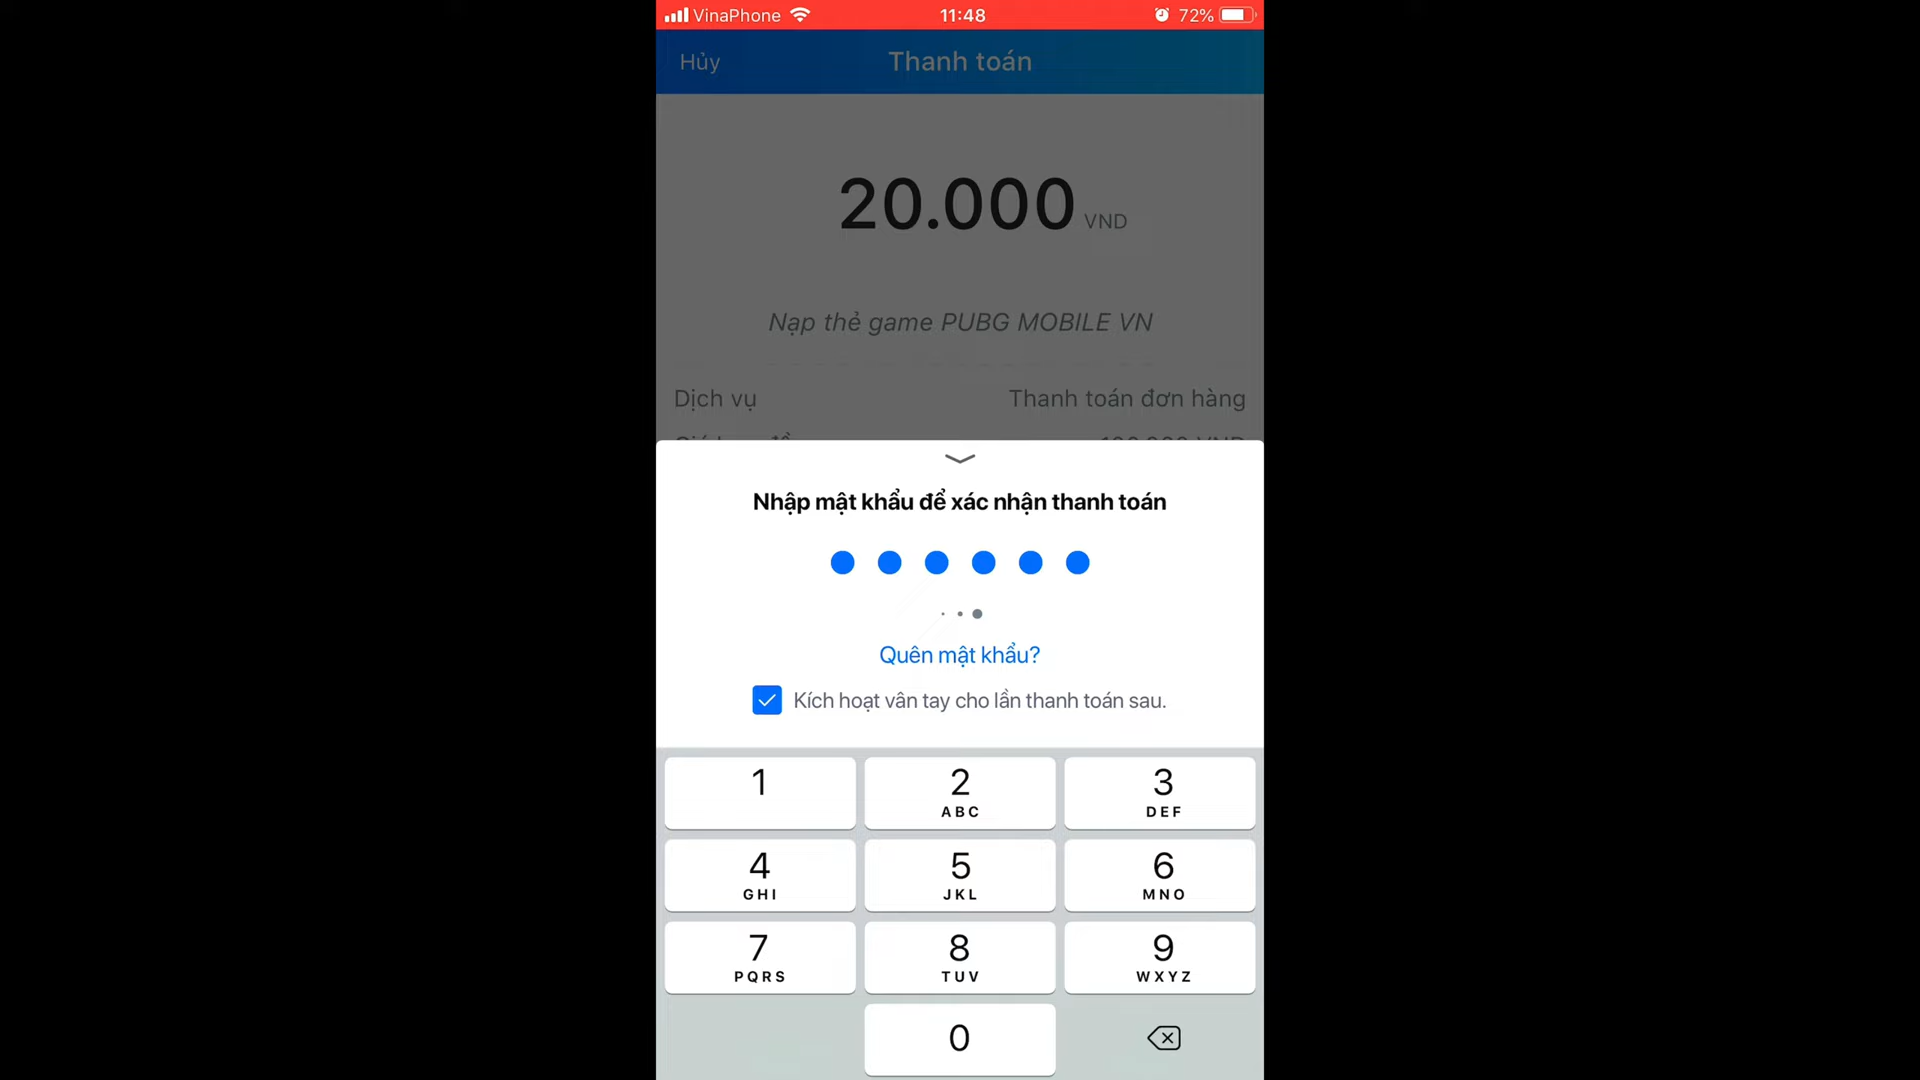 VinaPhone 11:48 72%
Hủy Thanh toán
20.000 VND
Nạp thẻ game PUBG MOBILE VN
Dịch vụ Thanh toán đơn hàng
Nhập mật khẩu để xác nhận thanh toán
Quên mật khẩu?
Kích hoạt vân tay cho lần thanh toán sau.
1 2 3
ABC DEF
4 5 6
GHI JKL MNO
7 8 9
PQRS TUV WXYZ
0